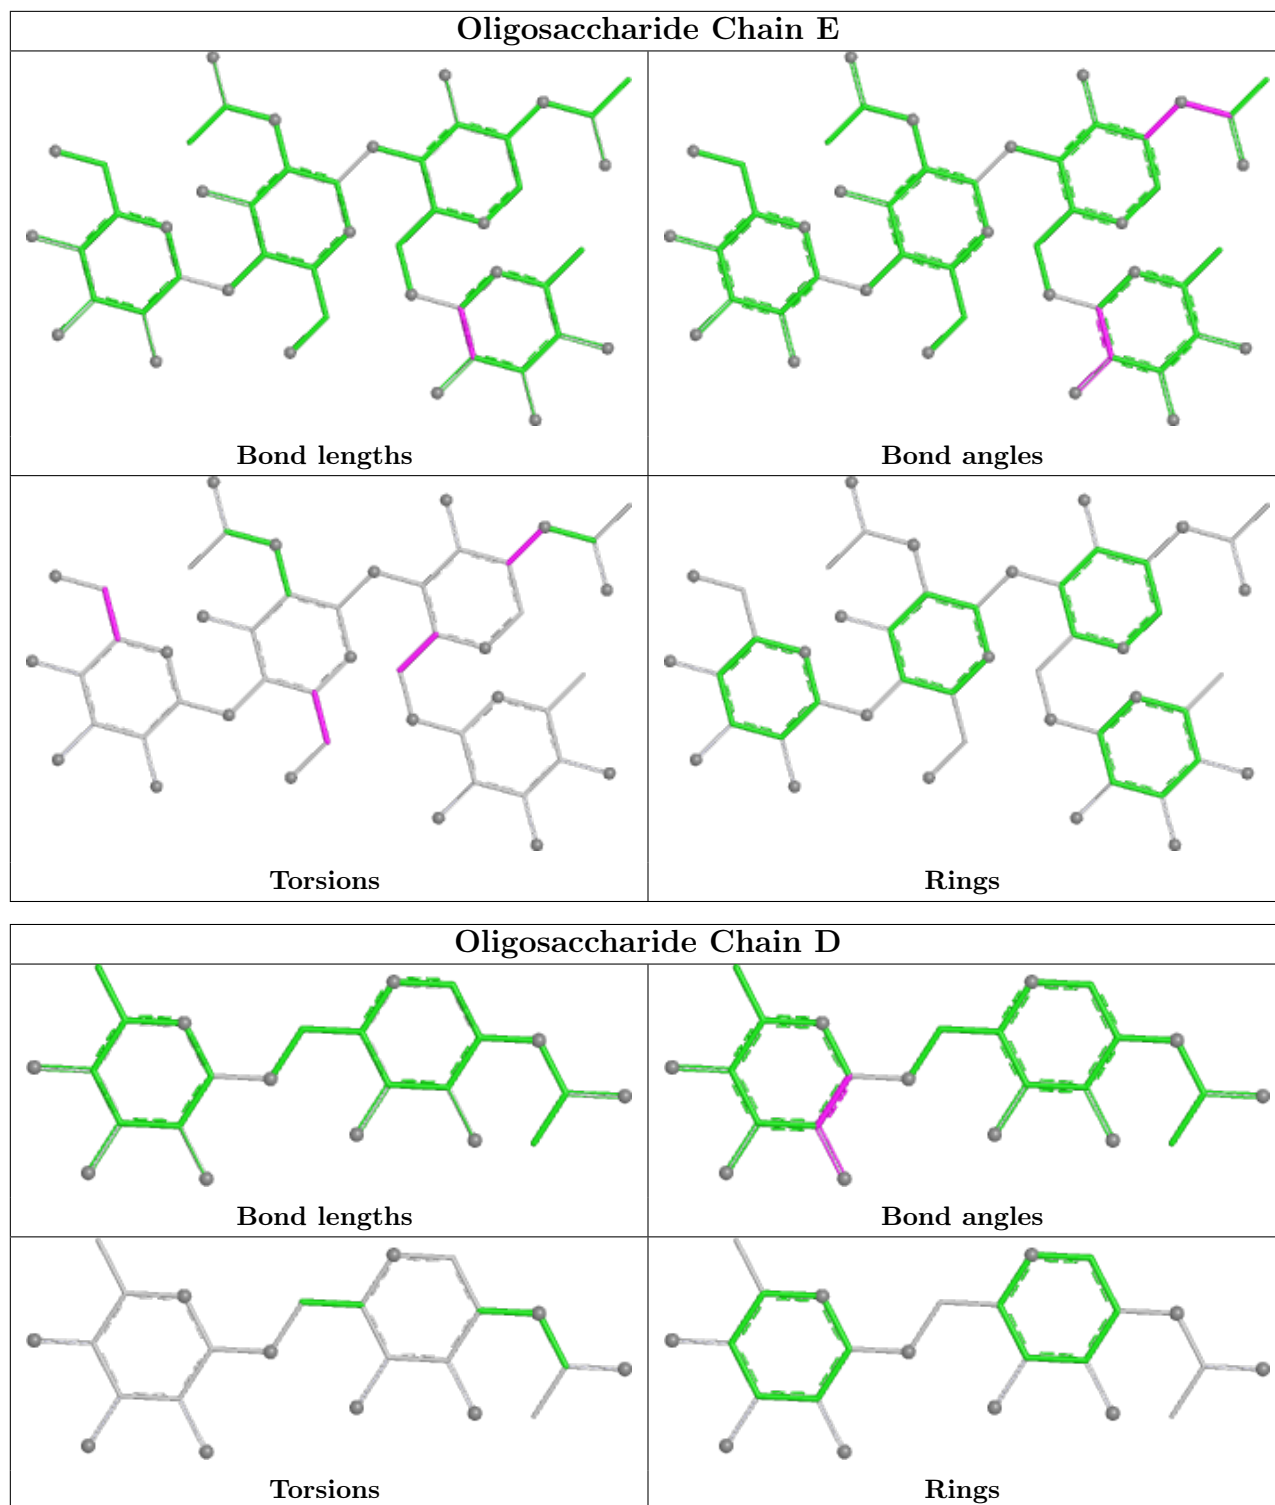 Oligosaccharide Chain E
Bond lengths
Bond angles
Torsions
Rings
Oligosaccharide Chain D
Bond lengths
Bond angles
Torsions
Rings